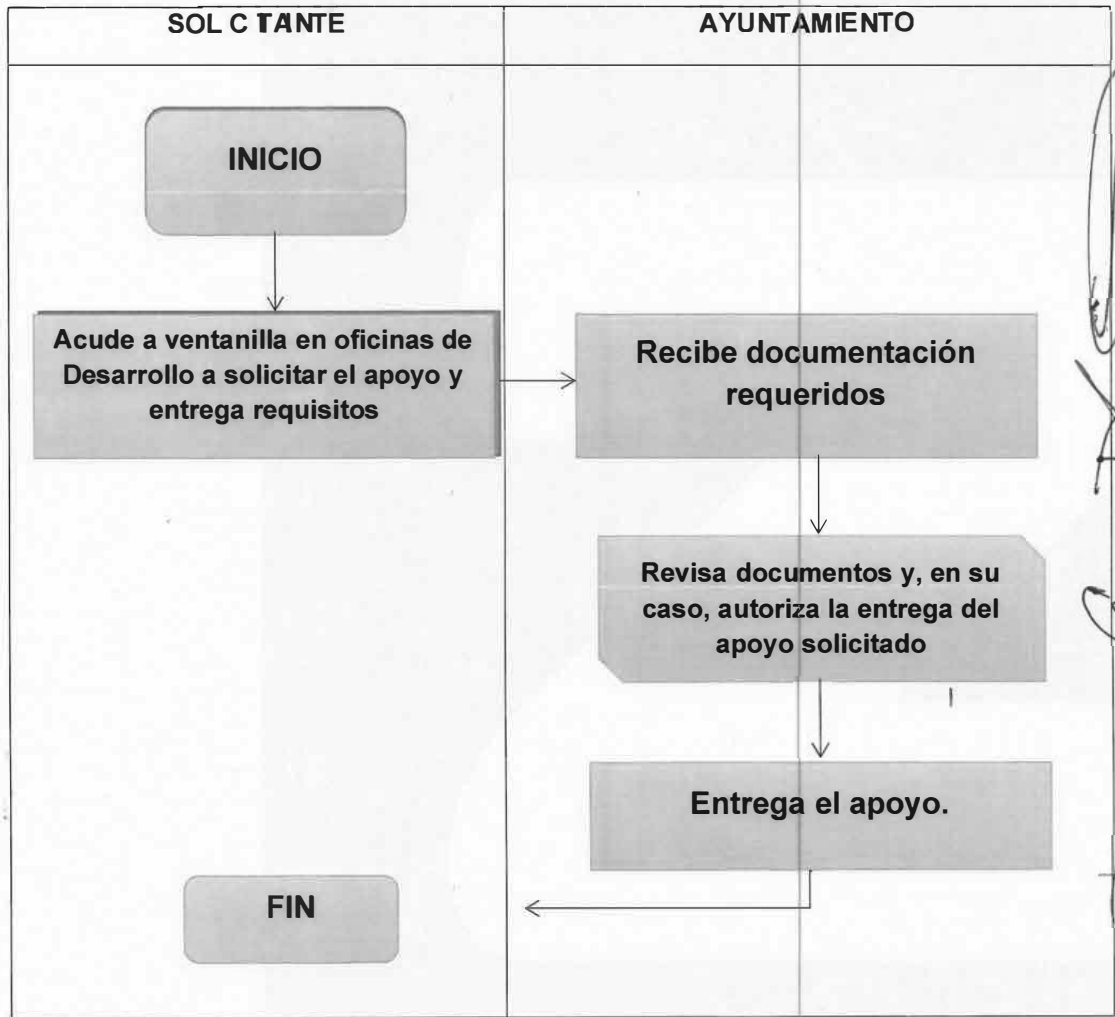 SOL C TANTE
AYUNTAMIENTO
INICIO
Acude a ventanilla en oficinas de
Desarrollo a solicitar el apoyo y
entrega requisitos
Recibe documentación
requeridos
Revisa documentos y, en su
caso, autoriza la entrega del
apoyo solicitado
Entrega el apoyo.
FIN